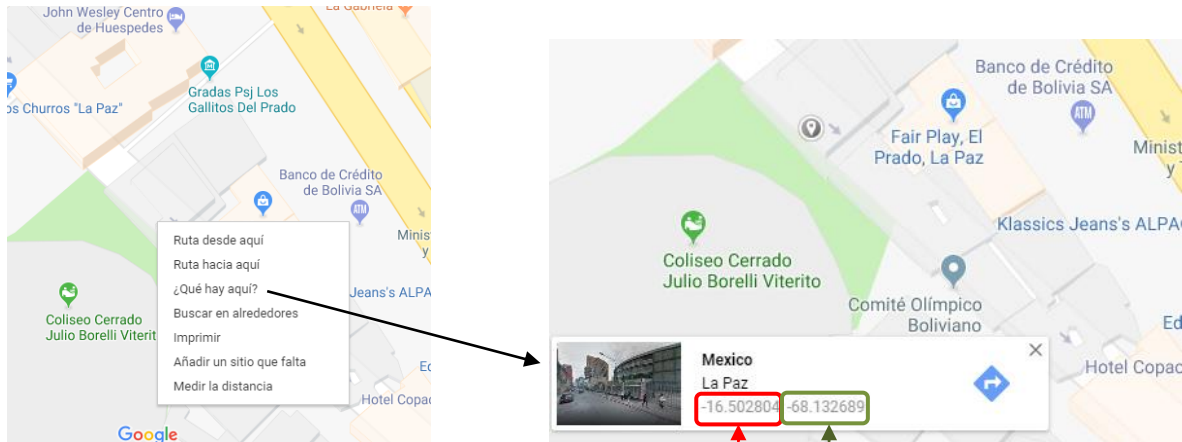 John Wesley Centro
de Huespedes
La Gabriela
Gradas Psj Los
Gallitos Del Prado
os Churros "La Paz"
Banco de Crédito
de Bolivia SA
ATM
Minis
y
Ruta desde aquí
Ruta hacia aquí
¿Qué hay aquí?
Buscar en alrededores
Imprimir
Añadir un sitio que falta
Medir la distancia
Jeans's ALPA
Coliseo Cerrado
Julio Borelli Viterit
Ed
Hotel Copac
Google
Banco de Crédito
de Bolivia SA
ATM
Fair Play, El
Prado, La Paz
Minist
y T
Klassics Jeans's ALPA
Coliseo Cerrado
Julio Borelli Viterito
Comité Olímpico
Boliviano
Ed
Hotel Copac
Mexico
La Paz
-16.502804 -68.132689